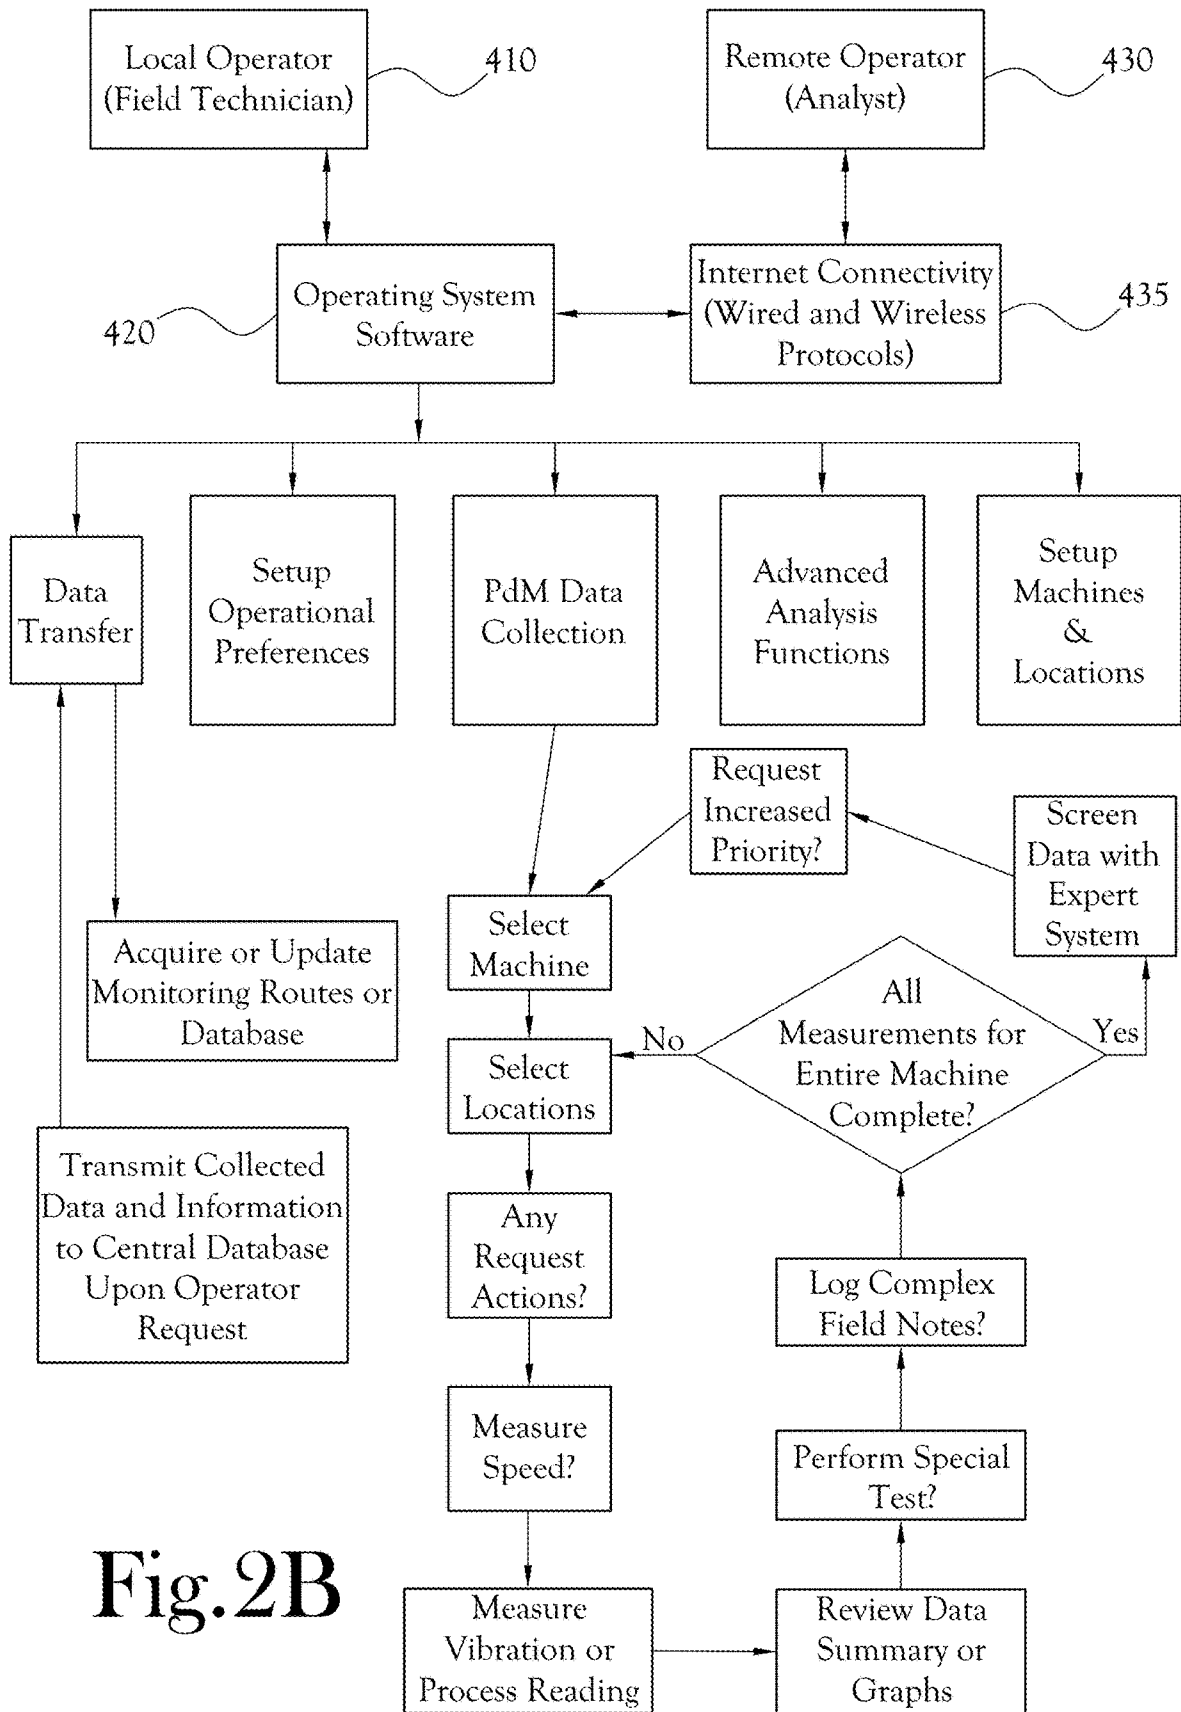 Local Operator
(Field Technician)
410
Remote Operator
(Analyst)
430
Operating System
Software
420
Internet Connectivity
(Wired and Wireless
Protocols)
435
Data
Transfer
Setup
Operational
Preferences
PdM Data
Collection
Advanced
Analysis
Functions
Setup
Machines
&
Locations
Request
Increased
Priority?
Screen
Data with
Expert
System
Select
Machine
Acquire or Update
Monitoring Routes or
Database
All
Measurements for
Entire Machine
Complete?
No
Yes
Select
Locations
Transmit Collected
Data and Information
to Central Database
Upon Operator
Request
Any
Request
Actions?
Log Complex
Field Notes?
Measure
Speed?
Perform Special
Test?
Measure
Vibration or
Process Reading
Review Data
Summary or
Graphs
Fig.2B